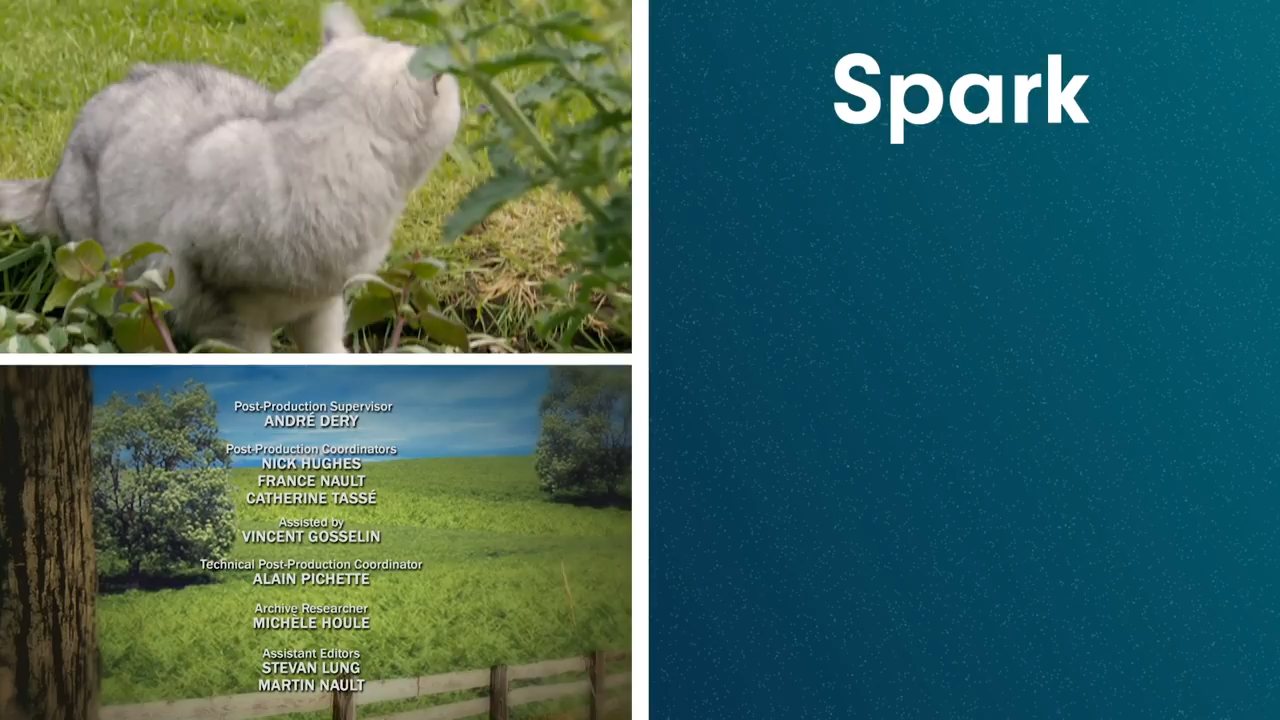 Spark
Post-Production Supervisor
ANDRÉ DERY
Post-Production Coordinators
NICK HUGHES
FRANCE NAULT
CATHERINE TASSÉ
Assisted by
VINCENT GOSSELIN
Technical Post-Production Coordinator
ALAIN PICHETTE
Archive Researcher
MICHÈLE HOULE
Assistant Editors
STEVAN LUNG
MARTIN NAULT